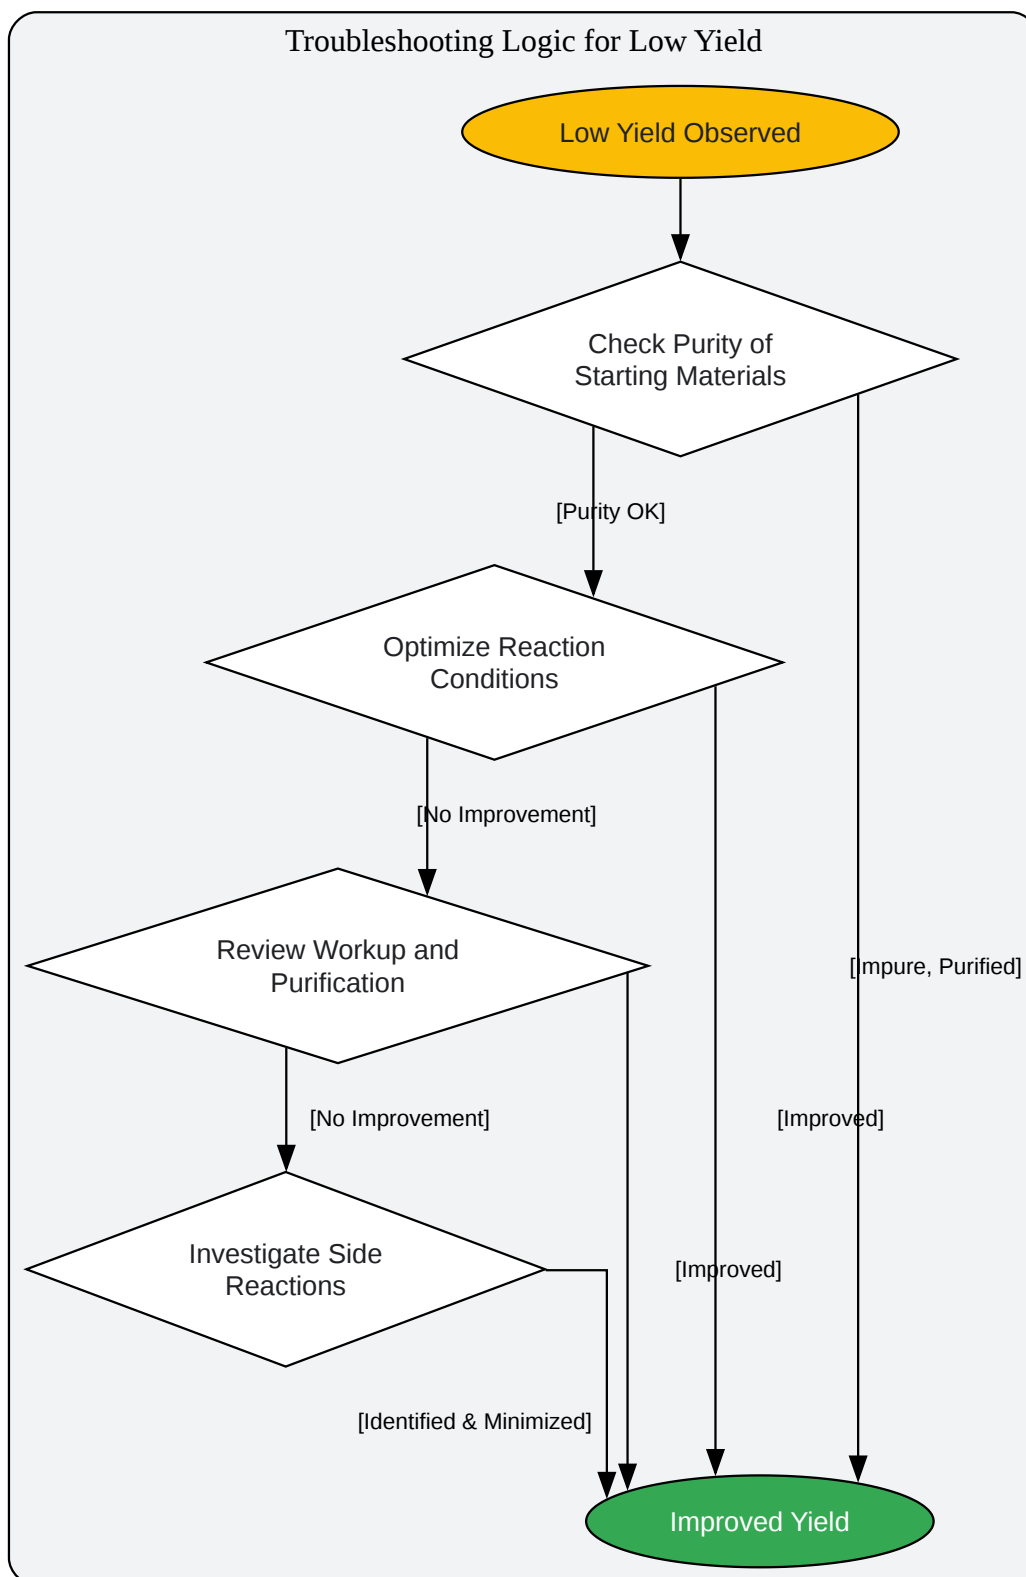 Troubleshooting Logic for Low Yield
Low Yield Observed
Check Purity of
Starting Materials
[Purity OK]
Optimize Reaction
Conditions
[No Improvement]
Review Workup and
Purification
[Impure, Purified]
[No Improvement]
[Improved]
Investigate Side
Reactions
[Improved]
[Identified & Minimized]
Improved Yield